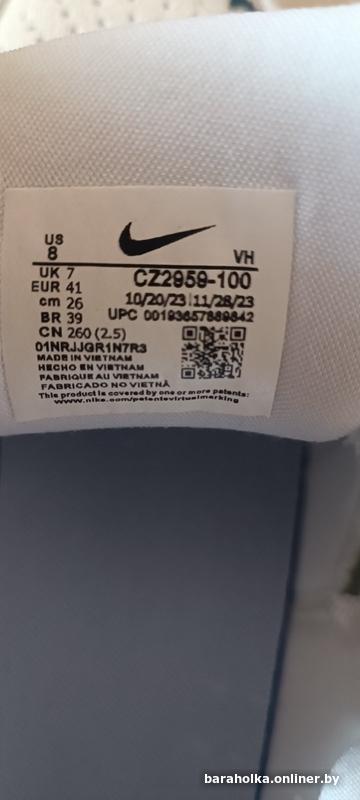 US
8
VH
UK 7
EUR 41
cm 26
BR 39
CN 260 (2.5)
CZ2959-100
10/20/23 11/28/23
UPC 00193657889842
01NRJJGR1N7R3
MADE IN VIETNAM
HECHO EN VIETNAM
FABRIQUE AU VIETNAM
FABRICADO NO VIETNÃ
This product is covered by one or more patents:
www.nike.com/patentsvirtualmarking
baraholka.onliner.by